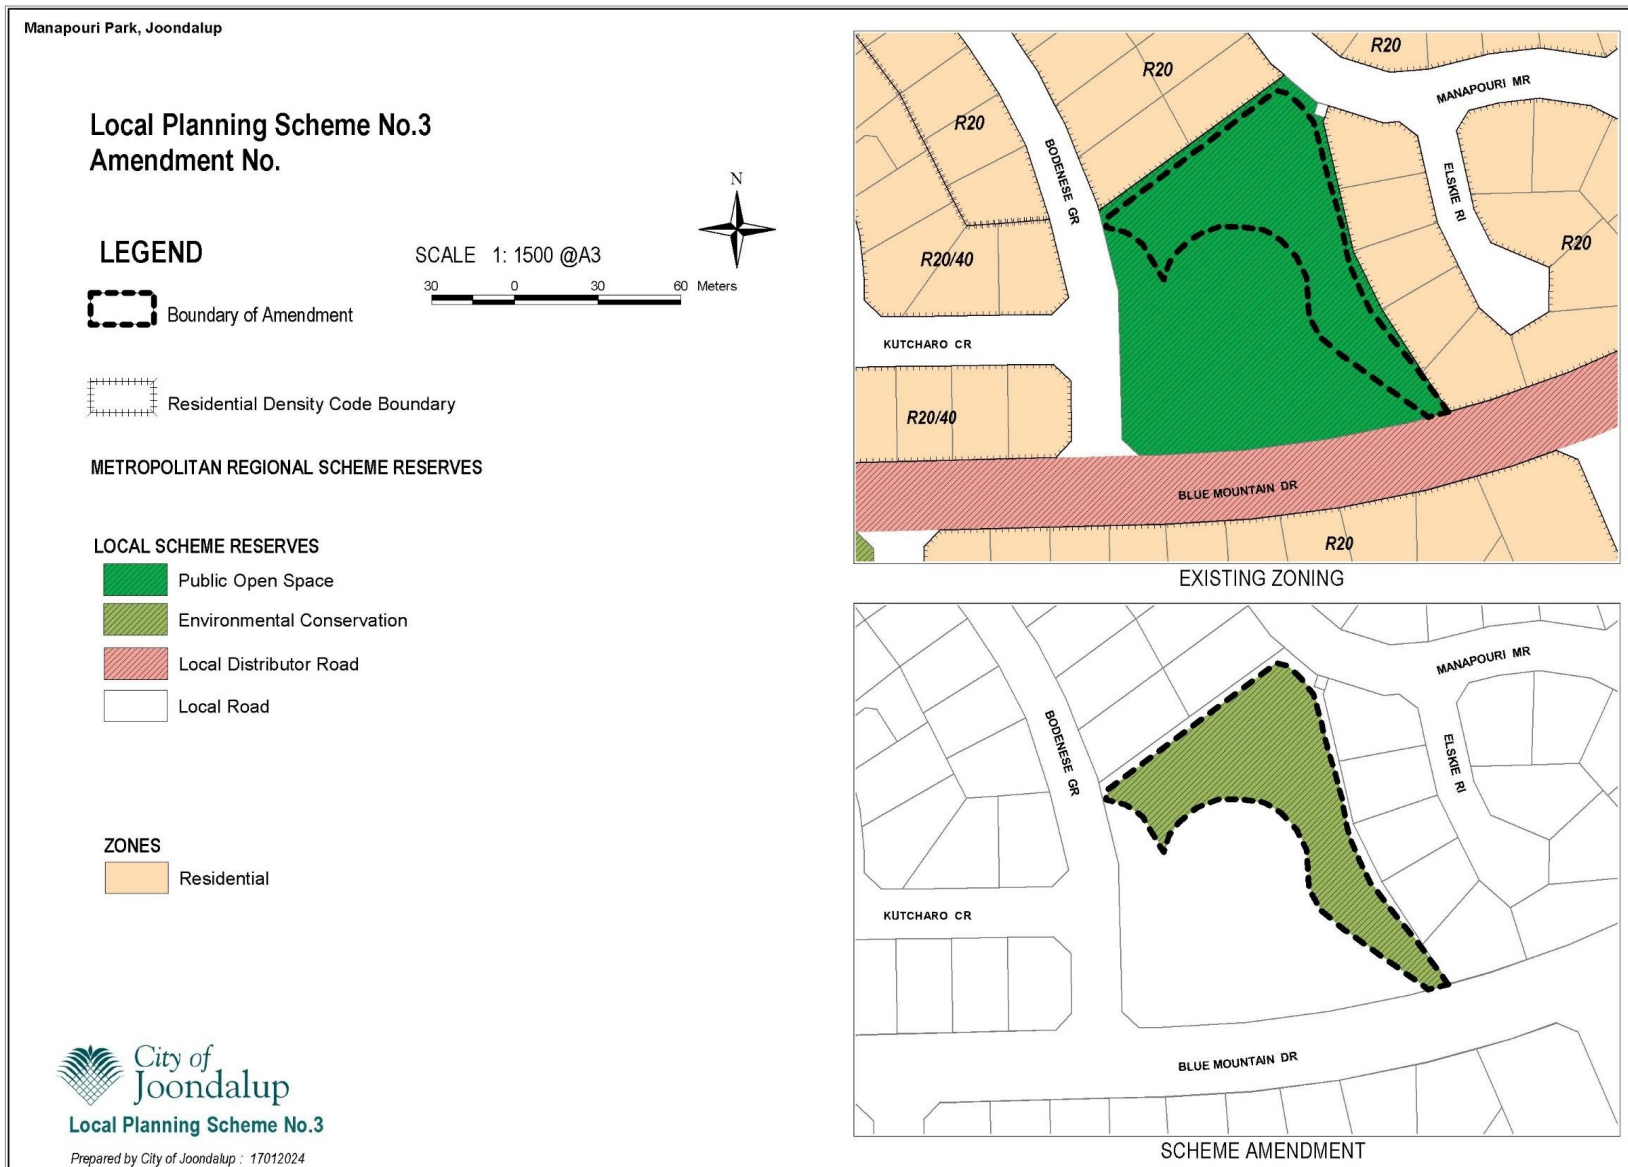 Manapouri Park, Joondalup
Local Planning Scheme No.3
Amendment No.
LEGEND
Boundary of Amendment
Residential Density Code Boundary
METROPOLITAN REGIONAL SCHEME RESERVES
LOCAL SCHEME RESERVES
Public Open Space
Environmental Conservation
Local Distributor Road
Local Road
ZONES
Residential
N
SCALE 1: 1500 @A3
30 0 30 60 Meters
City of
Joondalup
Local Planning Scheme No.3
Prepared by City of Joondalup : 17012024
R20
R20
R20
MANAPOURI MR
BODENESE GR
ELSKIE RI
R20/40
R20
KUTCHARO CR
R20/40
BLUE MOUNTAIN DR
R20
EXISTING ZONING
MANAPOURI MR
BODENESE GR
ELSKIE RI
KUTCHARO CR
BLUE MOUNTAIN DR
SCHEME AMENDMENT